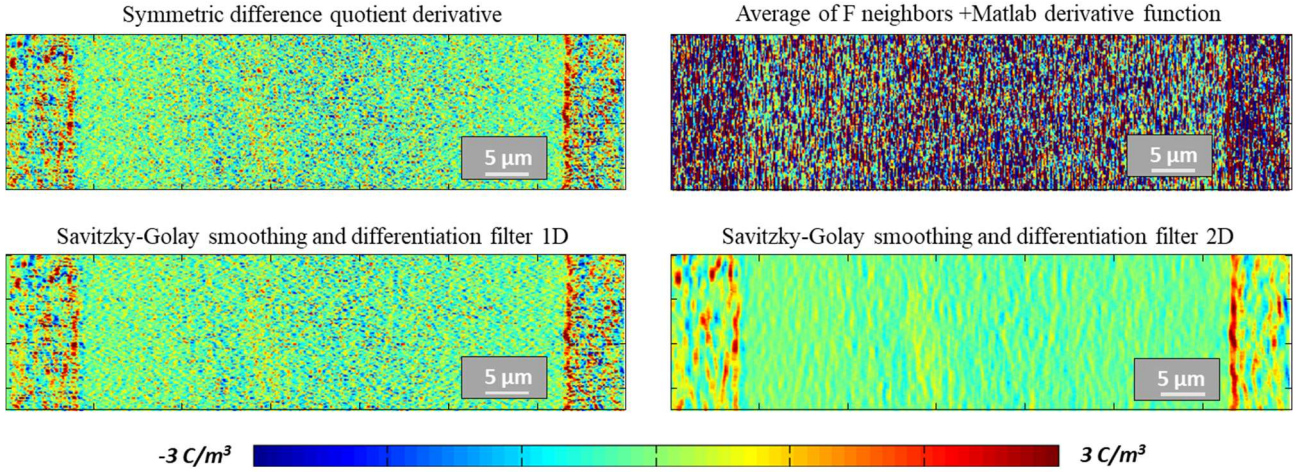 Symmetric difference quotient derivative
Average of F neighbors +Matlab derivative function
5 μm
5 μm
Savitzky-Golay smoothing and differentiation filter 1D
Savitzky-Golay smoothing and differentiation filter 2D
5 μm
5 μm
-3 C/m³
3 C/m³